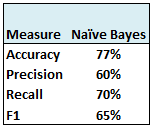 Measure Naïve Bayes
Accuracy 77%
Precision 60%
Recall 70%
F1 65%